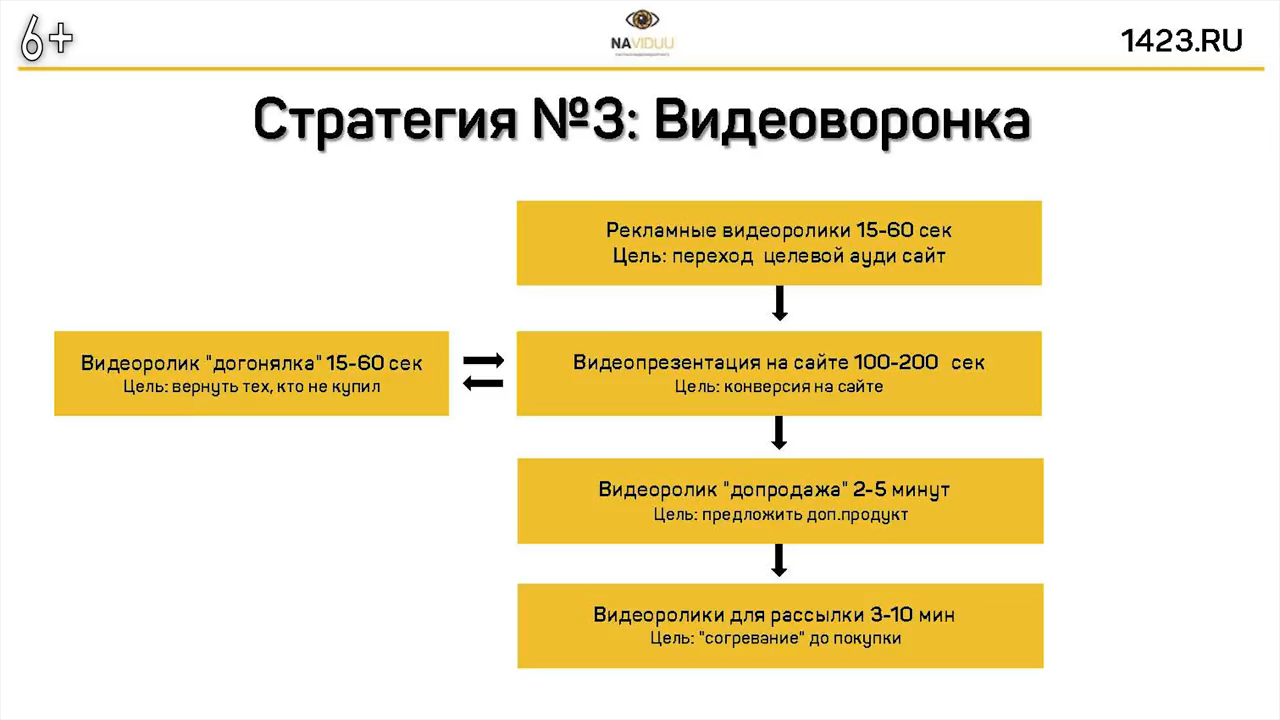 6+
NAVIDUU
1423.RU
Стратегия №3: Видеоворонка
Рекламные видеоролики 15-60 сек
Цель: переход целевой ауди сайт
Видеоролик "догонялка" 15-60 сек
Цель: вернуть тех, кто не купил
Видеопрезентация на сайте 100-200 сек
Цель: конверсия на сайте
Видеоролик "допродажа" 2-5 минут
Цель: предложить доп.продукт
Видеоролики для рассылки 3-10 мин
Цель: "согревание" до покупки